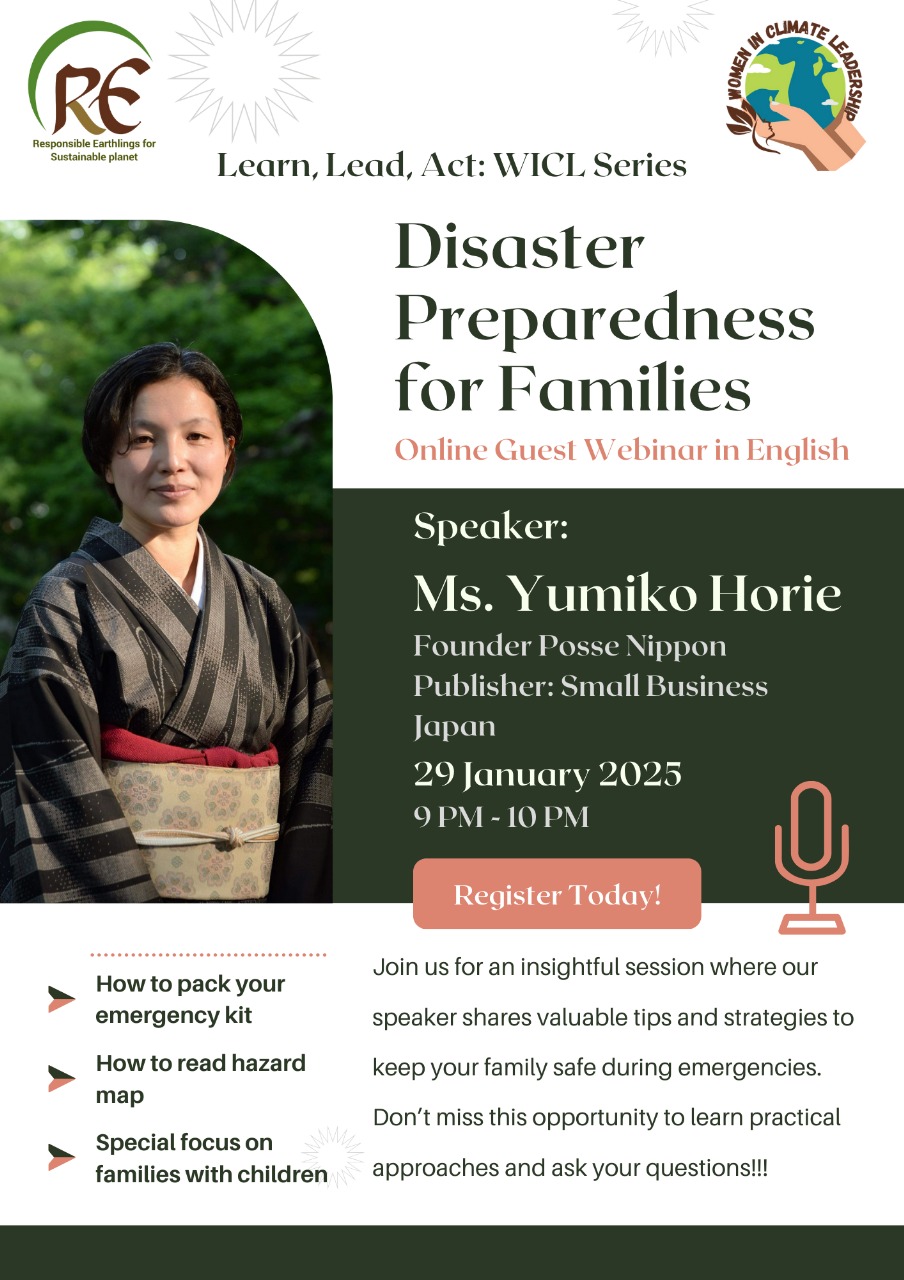 RE
Responsible Earthlings for
Sustainable planet
WOMEN IN CLIMATE LEADERSHIP
Learn, Lead, Act: WICL Series
Disaster
Preparedness
for Families
Online Guest Webinar in English
Speaker:
Ms. Yumiko Horie
Founder Posse Nippon
Publisher: Small Business
Japan
29 January 2025
9 PM - 10 PM
Register Today!
How to pack your
emergency kit
How to read hazard
map
Special focus on
families with children
Join us for an insightful session where our
speaker shares valuable tips and strategies to
keep your family safe during emergencies.
Don’t miss this opportunity to learn practical
approaches and ask your questions!!!